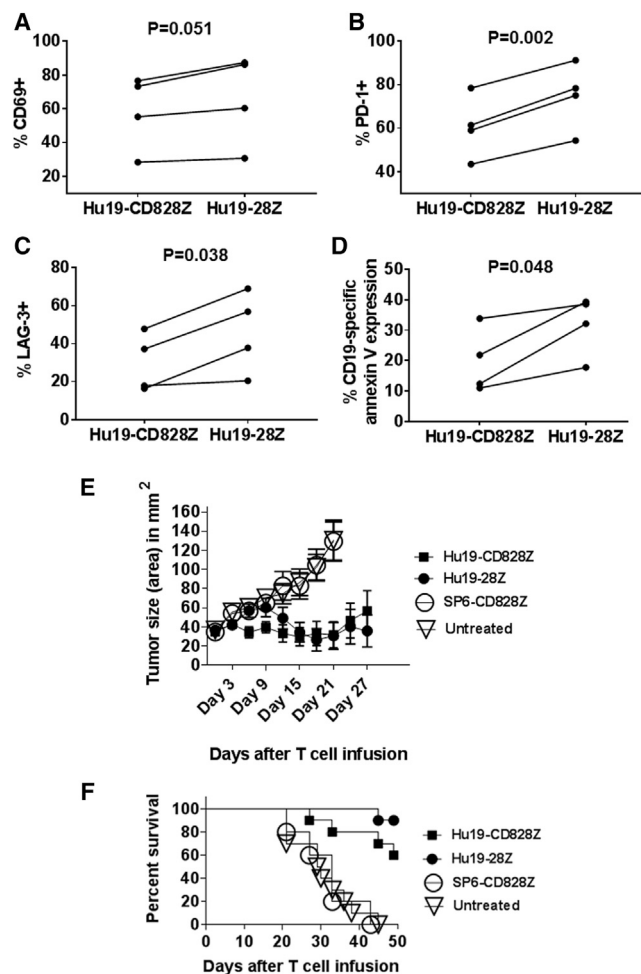 A
P=0.051
% CD69+
80
60
40
20
Hu19-CD828Z Hu19-28Z
B
P=0.002
% PD-1+
100
80
60
40
Hu19-CD828Z Hu19-28Z
C
P=0.038
% LAG-3+
80
60
40
20
0
Hu19-CD828Z Hu19-28Z
D
P=0.048
% CD19-specific
annexin V expression
50
40
30
20
10
0
Hu19-CD828Z Hu19-28Z
E
Tumor size (area) in mm2
160
140
120
100
80
60
40
20
0
Day 3 Day 9 Day 15 Day 21 Day 27
Days after T cell infusion
Hu19-CD828Z
Hu19-28Z
SP6-CD828Z
Untreated
F
Percent survival
100
80
60
40
20
0
0 10 20 30 40 50
Days after T cell infusion
Hu19-CD828Z
Hu19-28Z
SP6-CD828Z
Untreated